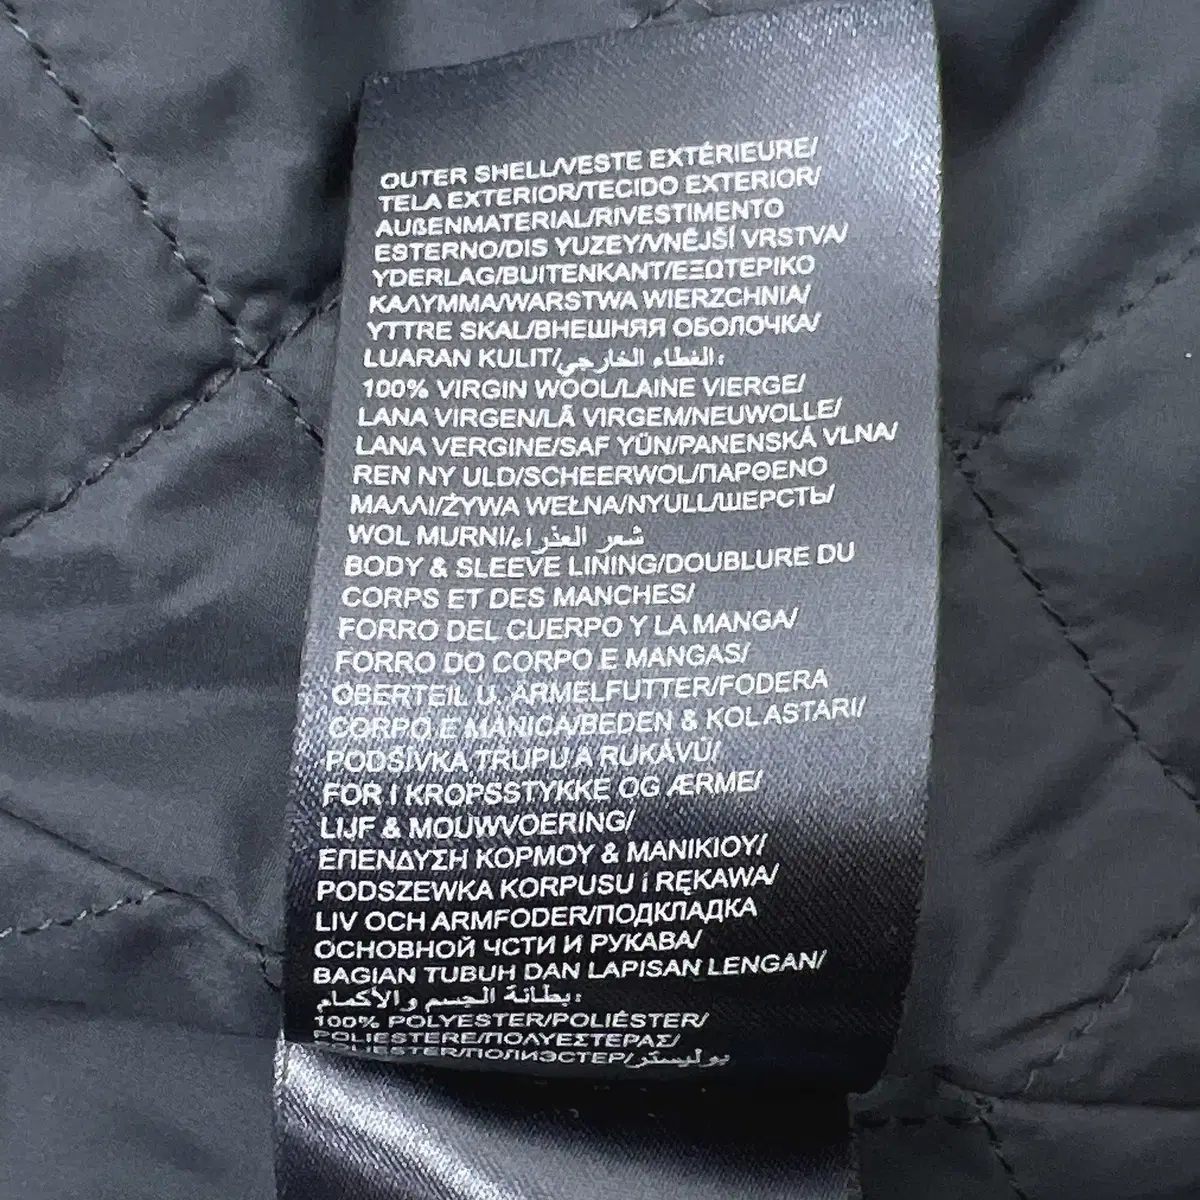 OUTER SHELL/VESTE EXTÉRIEURE/
TELA EXTERIOR/TECIDO EXTERIOR/
AUßENMATERIAL/RIVESTIMENTO
ESTERNO/DIS YUZEY/VNĚJŠÍ VRSTVA/
YDERLAG/BUITENKANT/ΕΞΩΤΕΡΙΚΟ
ΚΑΛΥΜΜΑ/WARSTWA WIERZCHNIA/
YTTRE SKAL/ВНЕШНЯЯ ОБОЛОЧКА/
LUARAN KULIT/الغطاء الخارجي:
100% VIRGIN WOOL/LAINE VIERGE/
LANA VIRGEN/LÃ VIRGEM/NEUWOLLE/
LANA VERGINE/SAF YÜN/PANENSKÁ VLNA/
REN NY ULD/SCHEERWOL/ΠΑΡΘΕΝΟ
ΜΑΛΛΙ/ŻYWA WEŁNA/NYULL/ШЕРСТЬ/
WOL MURNI/شعر العذراء
BODY & SLEEVE LINING/DOUBLURE DU
CORPS ET DES MANCHES/
FORRO DEL CUERPO Y LA MANGA/
FORRO DO CORPO E MANGAS/
OBERTEIL U. ÄRMELFUTTER/FODERA
CORPO E MANICA/BEDEN & KOL ASTARI/
PODŠÍVKA TRUPU A RUKÁVŮ/
FOR I KROPSSTYKKE OG ÆRME/
LIJF & MOUWVOERING/
ΕΠΕΝΔΥΣΗ ΚΟΡΜΟΥ & ΜΑΝΙΚΙΟΥ/
PODSZEWKA KORPUSU i RĘKAWA/
LIV OCH ARMFODER/ПОДКЛАДКА
ОСНОВНОЙ ЧСТИ И РУКАВА/
BAGIAN TUBUH DAN LAPISAN LENGAN/
بطانة الجسم والأكمام:
100% POLYESTER/POLIÉSTER/
POLIESTERE/ΠΟΛΥΕΣΤΕΡΑΣ/
POLIESTER/ПОЛИЭСТЕР/بوليستر